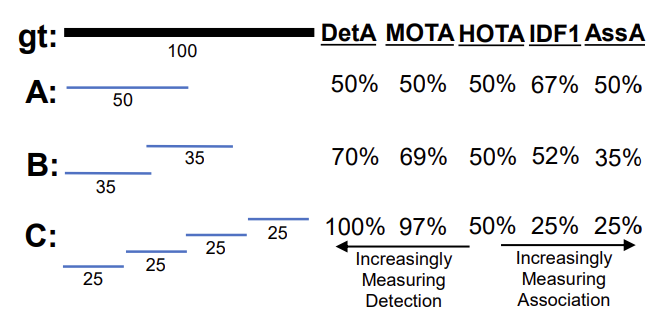 gt: DetA MOTA HOTA IDF1 AssA
100
A: 50% 50% 50% 67% 50%
50
B: 35 70% 69% 50% 52% 35%
35
C: 25 100% 97% 50% 25% 25%
25
25
25
Increasingly Measuring Detection
Increasingly Measuring Association